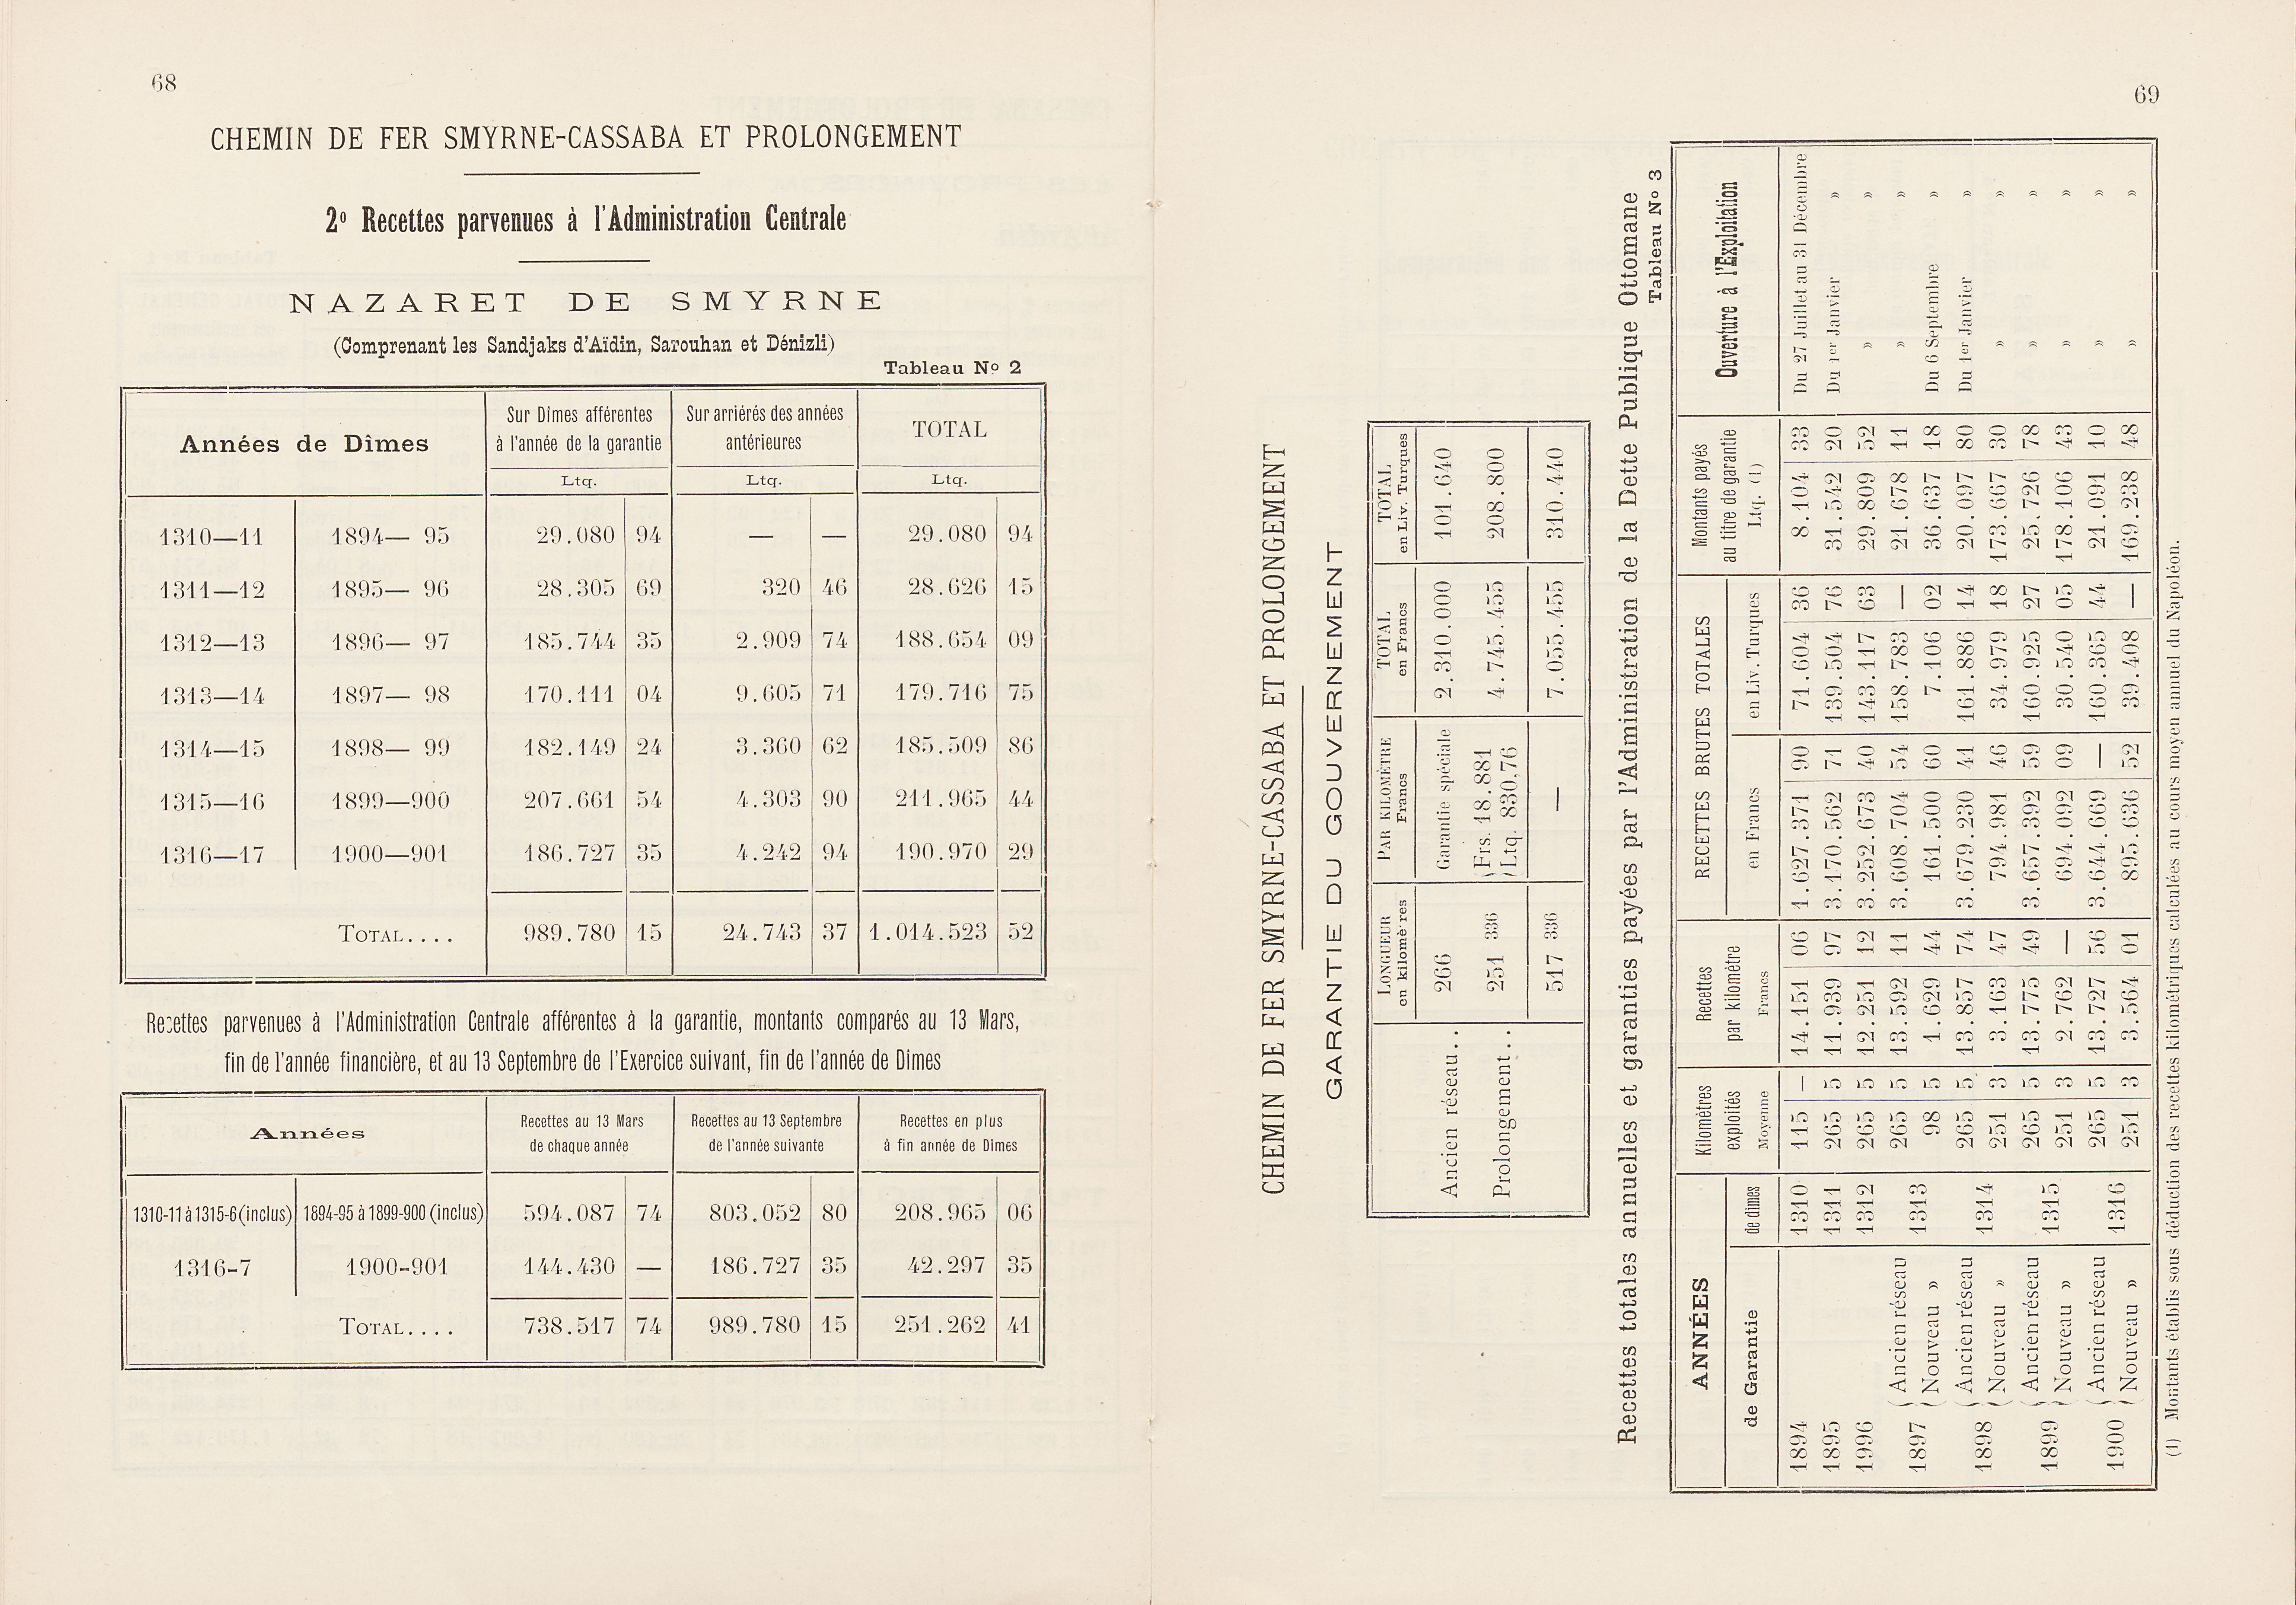 68
CHEMIN DE FER SMYRNE-CASSABA ET PROLONGEMENT
2º Recettes parvenues à l'Administration Centrale
NAZARET DE SMYRNE
(Comprenant les Sandjaks d'Aïdin, Sarouhan et Dénizli)
Tableau Nº 2
Années de Dîmes Sur Dîmes afférentes à l'année de la garantie Sur arriérés des années antérieures TOTAL
Ltq. Ltq. Ltq.
1310—11 1894— 95 29.080 94 — — 29.080 94
1311—12 1895— 96 28.305 69 320 46 28.626 15
1312—13 1896— 97 185.744 35 2.909 74 188.654 09
1313—14 1897— 98 170.111 04 9.605 71 179.716 75
1314—15 1898— 99 182.149 24 3.360 62 185.509 86
1315—16 1899—900 207.661 54 4.303 90 211.965 44
1316—17 1900—901 186.727 35 4.242 94 190.970 29
TOTAL.... 989.780 15 24.743 37 1.014.523 52
Recettes parvenues à l'Administration Centrale afférentes à la garantie, montants comparés au 13 Mars,
fin de l'année financière, et au 13 Septembre de l'Exercice suivant, fin de l'année de Dîmes
Années Recettes au 13 Mars de chaque année Recettes au 13 Septembre de l'année suivante Recettes en plus à fin année de Dîmes
1310-11 à 1315-6 (inclus) 1894-95 à 1899-900 (inclus) 594.087 74 803.052 80 208.965 06
1316-7 1900-901 144.430 — 186.727 35 42.297 35
TOTAL.... 738.517 74 989.780 15 251.262 41
69
CHEMIN DE FER SMYRNE-CASSABA ET PROLONGEMENT
GARANTIE DU GOUVERNEMENT
LONGUEUR en kilomètres PAR KILOMÈTRE Francs TOTAL en Francs TOTAL en Liv. Turques
Ancien réseau.. 266 Garantie spéciale 2.310.000 101.640
Prolongement.. 251 336 { Frs. 18.881 Ltq. 830,76 4.745.455 208.800
517 336 — 7.055.455 310.440
Recettes totales annuelles et garanties payées par l'Administration de la Dette Publique Ottomane
Tableau Nº 3
ANNÉES Kilomètres exploités Recettes par kilomètre RECETTES BRUTES TOTALES Montants payés au titre de garantie Ouverture à l'Exploitation
de Garantie de dîmes Moyenne Francs en Francs en Liv. Turques Ltq. (1)
1894 1310 115 — 14.151 06 1.627.371 90 71.604 36 8.104 33 Du 27 Juillet au 31 Décembre
1895 1311 265 5 11.939 97 3.170.562 71 139.504 76 31.542 20 Du 1er Janvier »
1996 1312 265 5 12.251 12 3.252.673 40 143.117 63 29.809 52 » »
1897 { Ancien réseau 1313 265 5 13.592 11 3.608.704 54 158.783 — 21.678 11 » »
Nouveau » 98 5 1.629 44 161.500 60 7.106 02 36.637 18 Du 6 Septembre »
1898 { Ancien réseau 1314 265 5 13.857 74 3.679.230 41 161.886 14 20.097 80 Du 1er Janvier »
Nouveau » 251 3 3.163 47 794.981 46 34.979 18 173.667 30 » »
1899 { Ancien réseau 1315 265 5 13.775 49 3.657.392 59 160.925 27 25.726 78 » »
Nouveau » 251 3 2.762 — 694.092 09 30.540 05 178.106 43 » »
1900 { Ancien réseau 1316 265 5 13.727 56 3.644.669 — 160.365 44 21.091 10 » »
Nouveau » 251 3 3.564 01 895.636 52 39.408 — 169.238 48 » »
(1) Montants établis sous déduction des recettes kilométriques calculées au cours moyen annuel du Napoléon.